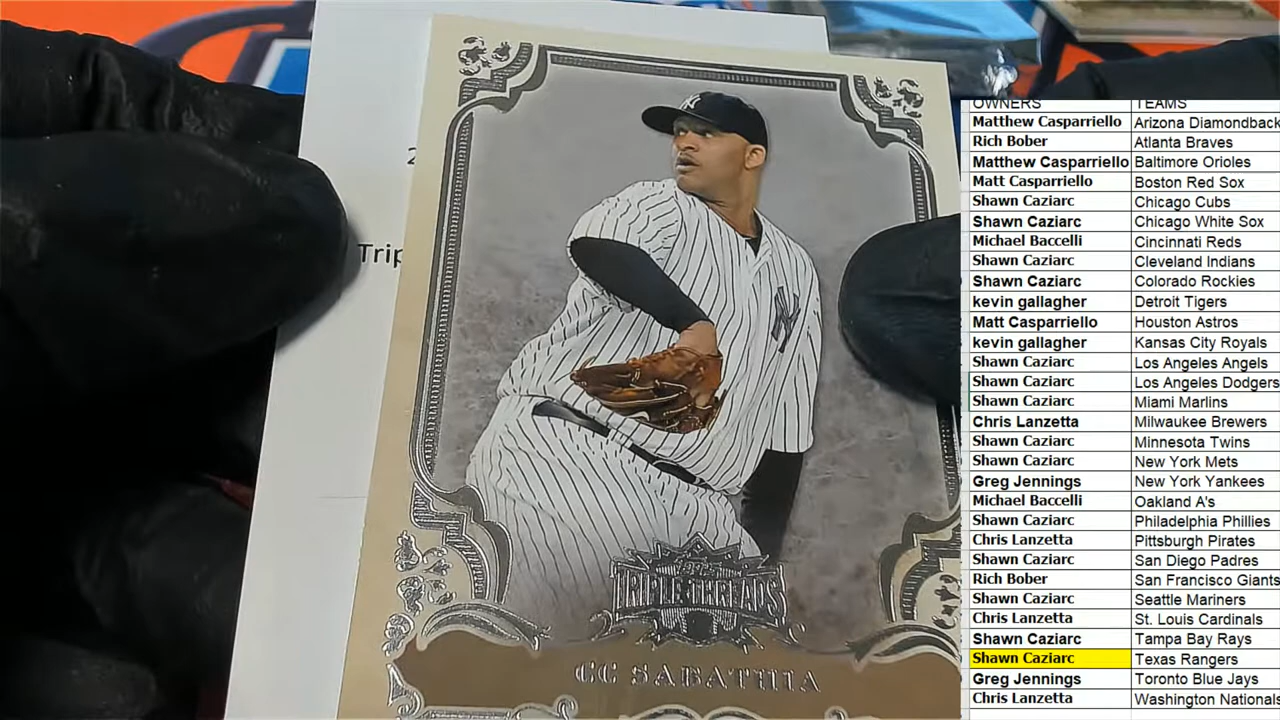 Trip
TOPPS
TRIPLE THREADS
CC SABATHIA
OWNERS TEAMS
Matthew Casparriello Arizona Diamondback
Rich Bober Atlanta Braves
Matthew Casparriello Baltimore Orioles
Matt Casparriello Boston Red Sox
Shawn Caziarc Chicago Cubs
Shawn Caziarc Chicago White Sox
Michael Baccelli Cincinnati Reds
Shawn Caziarc Cleveland Indians
Shawn Caziarc Colorado Rockies
kevin gallagher Detroit Tigers
Matt Casparriello Houston Astros
kevin gallagher Kansas City Royals
Shawn Caziarc Los Angeles Angels
Shawn Caziarc Los Angeles Dodgers
Shawn Caziarc Miami Marlins
Chris Lanzetta Milwaukee Brewers
Shawn Caziarc Minnesota Twins
Shawn Caziarc New York Mets
Greg Jennings New York Yankees
Michael Baccelli Oakland A's
Shawn Caziarc Philadelphia Phillies
Chris Lanzetta Pittsburgh Pirates
Shawn Caziarc San Diego Padres
Rich Bober San Francisco Giants
Shawn Caziarc Seattle Mariners
Chris Lanzetta St. Louis Cardinals
Shawn Caziarc Tampa Bay Rays
Shawn Caziarc Texas Rangers
Greg Jennings Toronto Blue Jays
Chris Lanzetta Washington Nationals